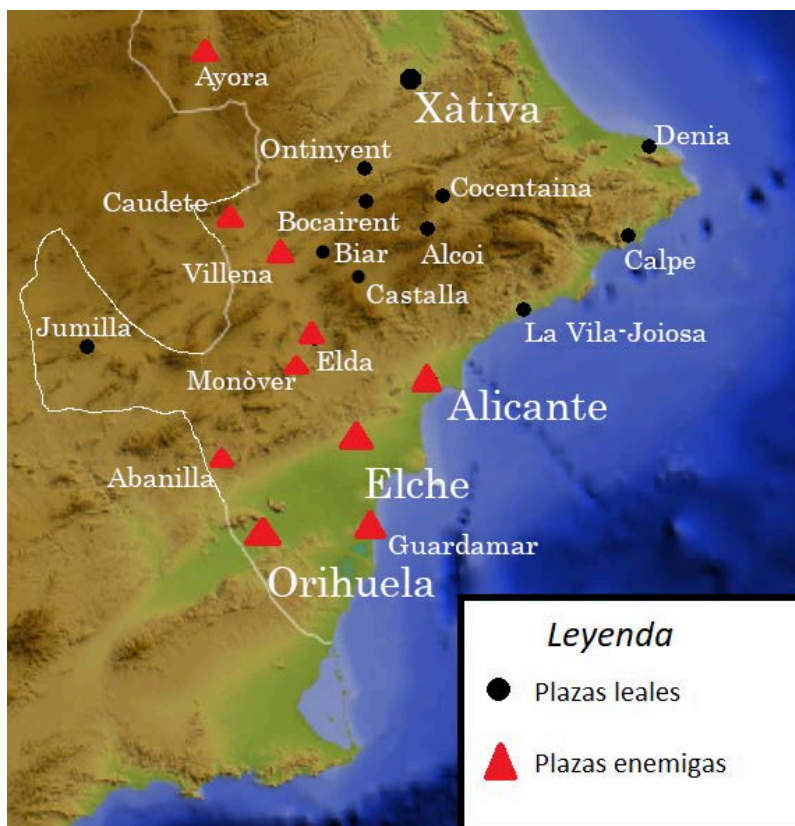 Ayora
Xàtiva
Denia
Ontinyent
Cocentaina
Caudete
Bocairent
Alcoi
Calpe
Biar
Villena
Castalla
La Vila-Joiosa
Jumilla
Elda
Monòver
Alicante
Abanilla
Elche
Guardamar
Orihuela
Leyenda
Plazas leales
Plazas enemigas